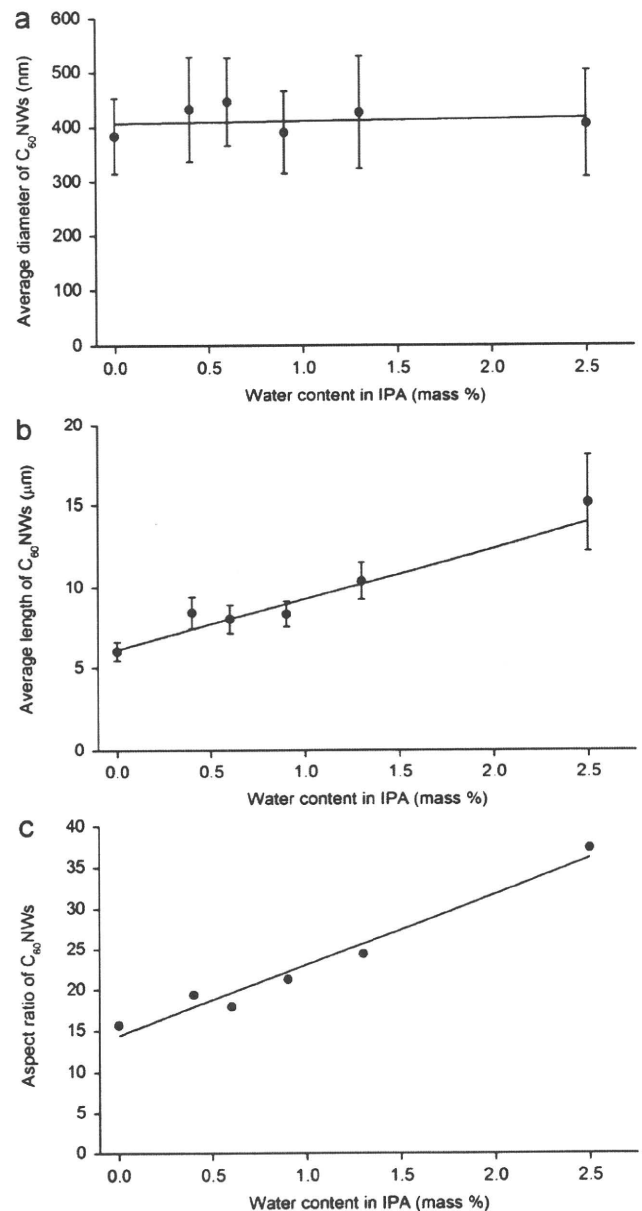 a
600
500
400
300
200
100
0
Average diameter of C₆₀NWs (nm)
0.0 0.5 1.0 1.5 2.0 2.5
Water content in IPA (mass %)
b
20
15
10
5
0
Average length of C₆₀NWs (μm)
0.0 0.5 1.0 1.5 2.0 2.5
Water content in IPA (mass %)
c
40
35
30
25
20
15
10
5
0
Aspect ratio of C₆₀NWs
0.0 0.5 1.0 1.5 2.0 2.5
Water content in IPA (mass %)